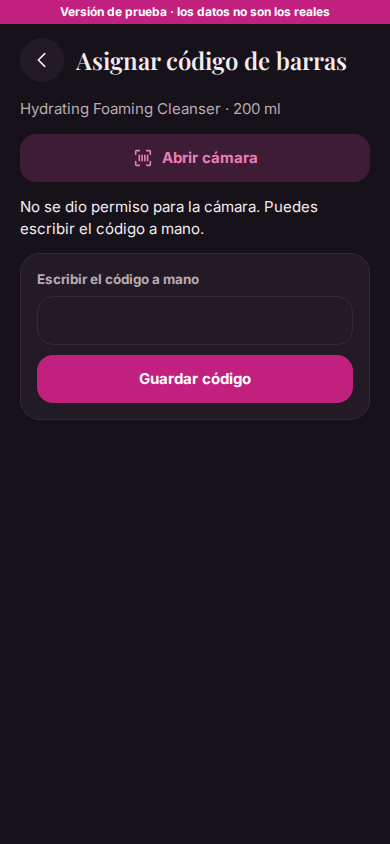 Versión de prueba · los datos no son los reales
Asignar código de barras
Hydrating Foaming Cleanser · 200 ml
Abrir cámara
No se dio permiso para la cámara. Puedes
escribir el código a mano.
Escribir el código a mano
Guardar código